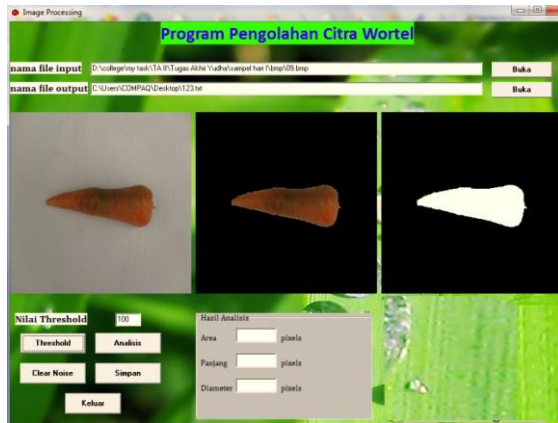 Image Processing
Program Pengolahan Citra Wortel
nama file input D:\college\my task\TA II\Tugas Akhir Yudha\sampel hari I\bmp\09.bmp Buka
nama file output C:\Users\COMPAQ\Desktop\123.txt Buka
Nilai Threshold 100
Threshold Analisis
Clear Noise Simpan
Keluar
Hasil Analisis
Area pixels
Panjang pixels
Diameter pixels